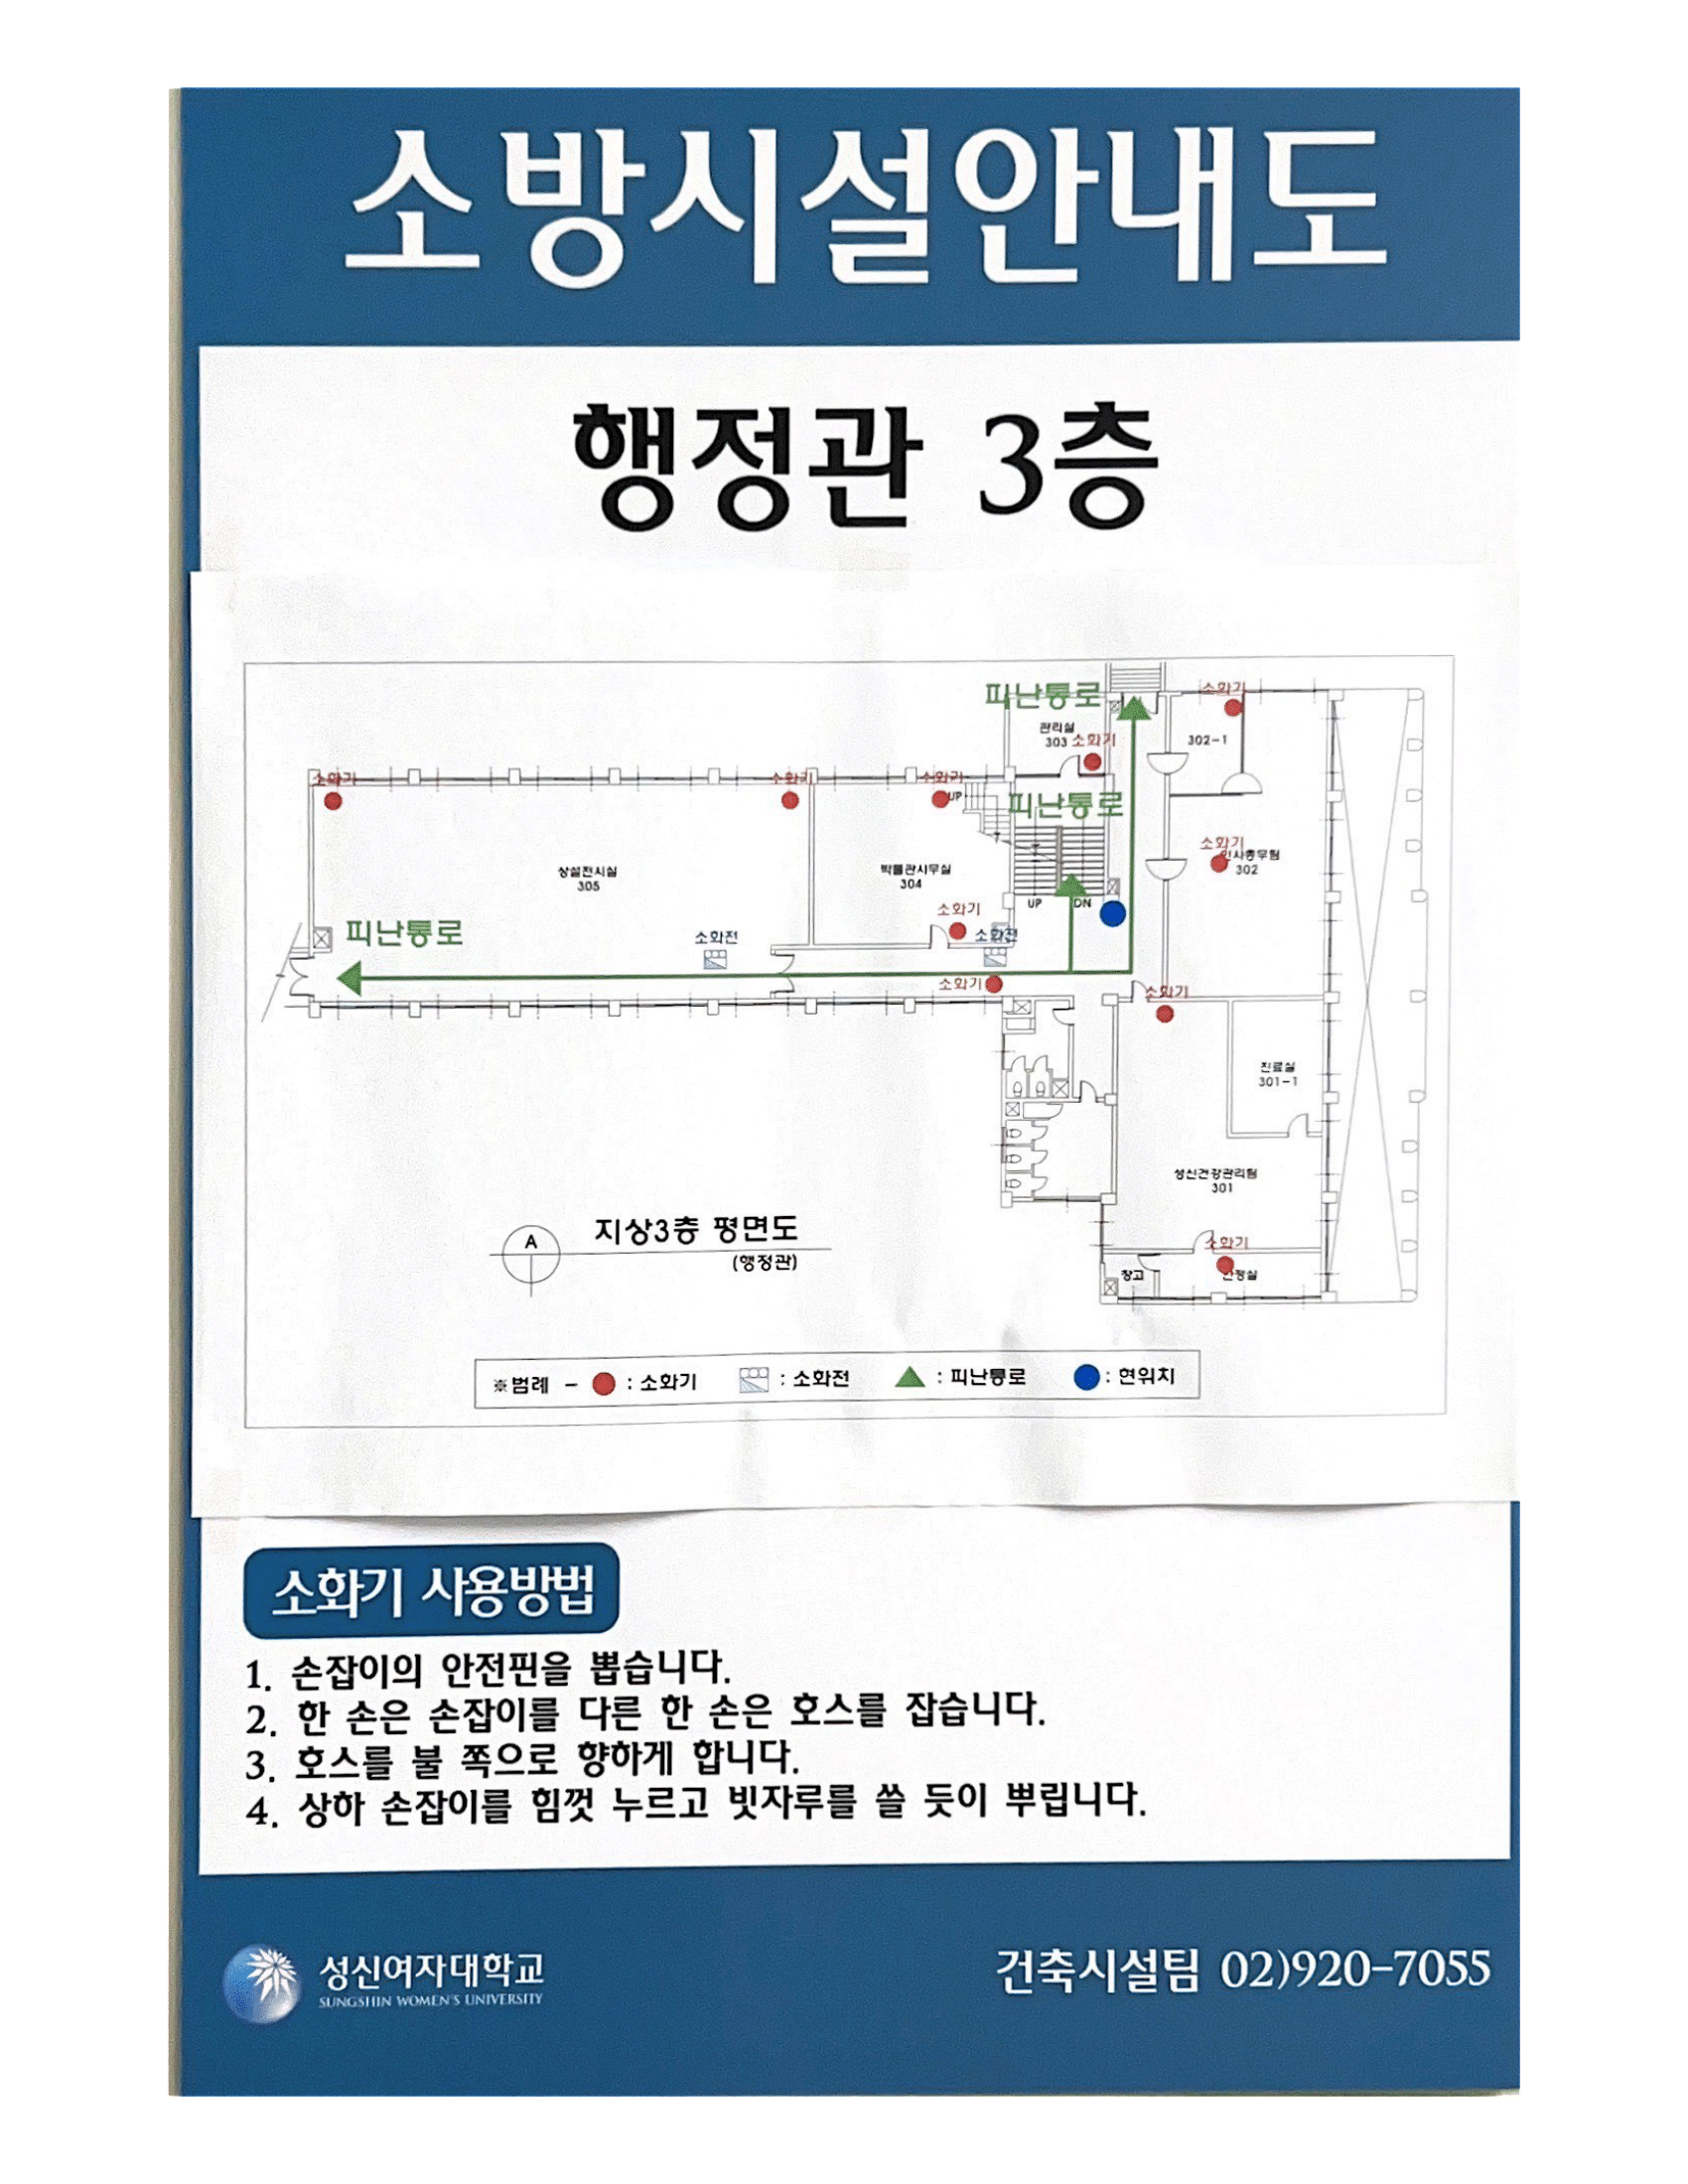 소방시설안내도
행정관 3층
피난통로
소화기
관리실
303
소화기
302-1
소화기
소화기
소화기
UP
피난통로
소화기
인사총무팀
302
상설전시실
305
박물관사무실
304
UP
DN
소화기
피난통로
소화전
소화전
소화기
소화기
진료실
301-1
성신건강관리팀
301
소화기
창고
안정실
A
지상3층 평면도
(행정관)
※범례 – : 소화기 : 소화전 : 피난통로 : 현위치
소화기 사용방법
1. 손잡이의 안전핀을 뽑습니다.
2. 한 손은 손잡이를 다른 한 손은 호스를 잡습니다.
3. 호스를 불 쪽으로 향하게 합니다.
4. 상하 손잡이를 힘껏 누르고 빗자루를 쓸 듯이 뿌립니다.
성신여자대학교
SUNGSHIN WOMEN'S UNIVERSITY
건축시설팀 02)920-7055